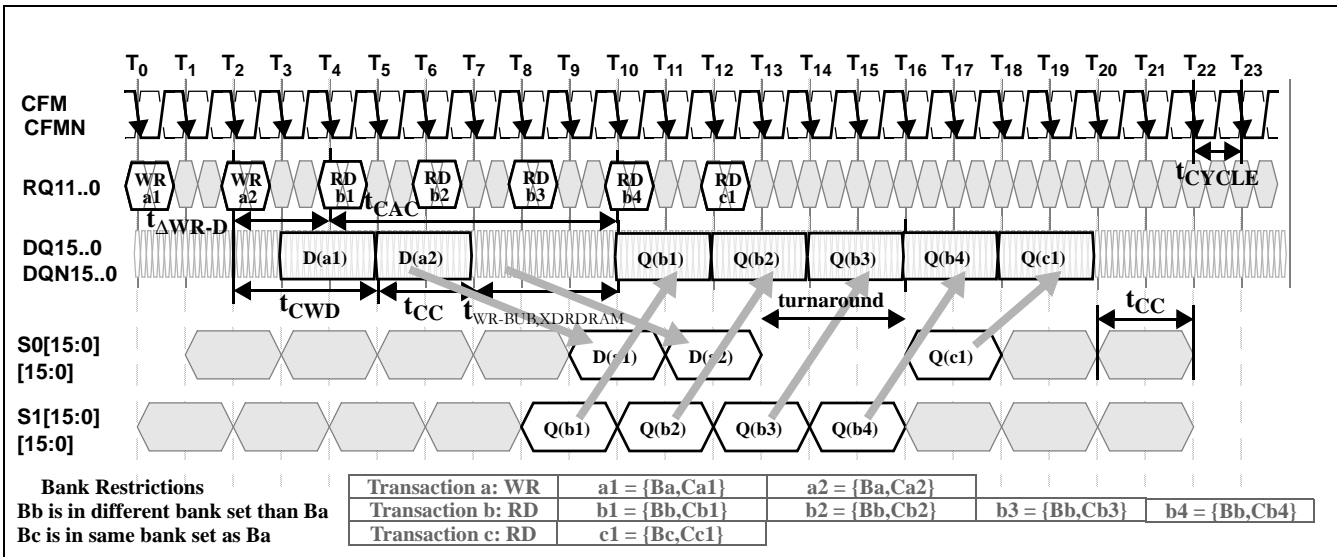 T0 T1 T2 T3 T4 T5 T6 T7 T8 T9 T10 T11 T12 T13 T14 T15 T16 T17 T18 T19 T20 T21 T22 T23
CFM
CFMN
RQ11..0
WR a1
WR a2
RD b1
RD b2
RD b3
RD b4
RD c1
tCYCLE
tΔWR-D
tCAC
DQ15..0
DQN15..0
D(a1) D(a2) Q(b1) Q(b2) Q(b3) Q(b4) Q(c1)
tCWD
tCC
tWR-BUB,XDRDRAM
turnaround
tCC
S0[15:0]
[15:0]
D(a1) D(a2) Q(c1)
S1[15:0]
[15:0]
Q(b1) Q(b2) Q(b3) Q(b4)
Bank Restrictions
Bb is in different bank set than Ba
Bc is in same bank set as Ba
Transaction a: WR a1 = {Ba,Ca1} a2 = {Ba,Ca2}
Transaction b: RD b1 = {Bb,Cb1} b2 = {Bb,Cb2} b3 = {Bb,Cb3} b4 = {Bb,Cb4}
Transaction c: RD c1 = {Bc,Cc1}